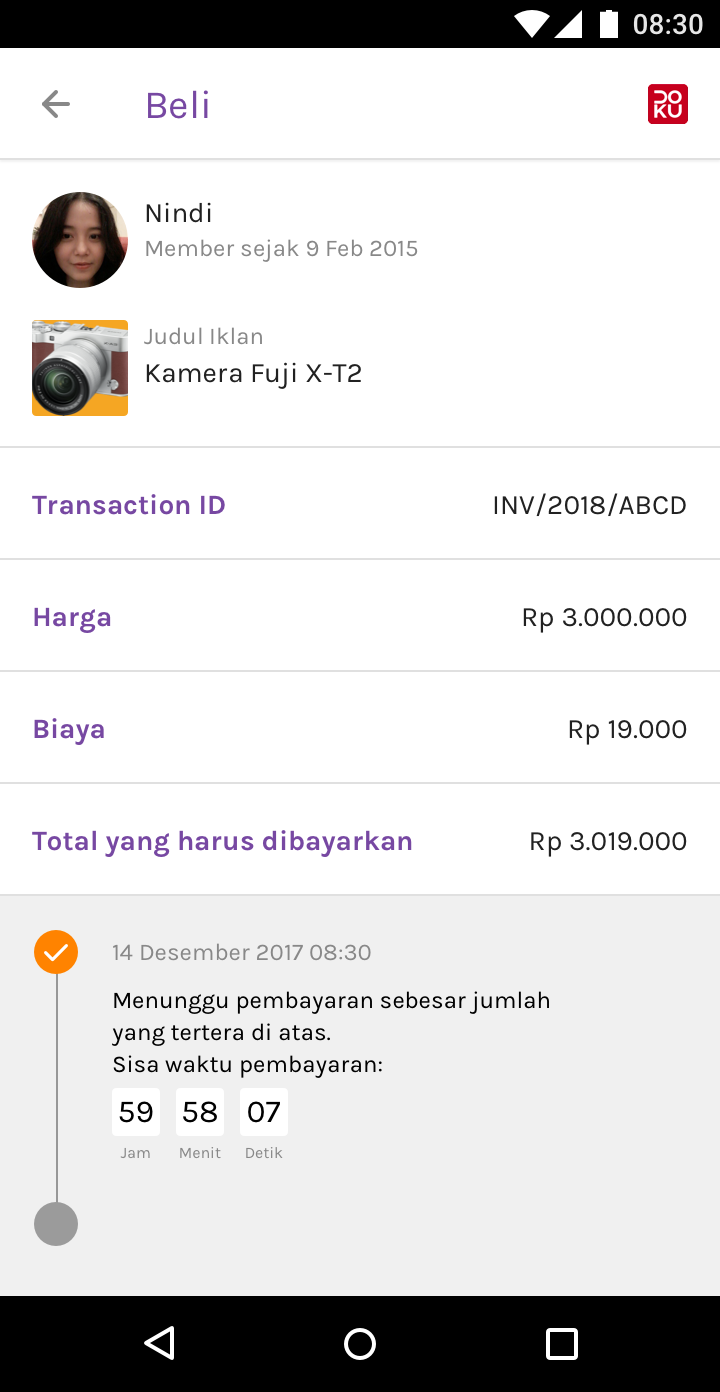 08:30
Beli
DOKU
Nindi
Member sejak 9 Feb 2015
Judul Iklan
Kamera Fuji X-T2
Transaction ID INV/2018/ABCD
Harga Rp 3.000.000
Biaya Rp 19.000
Total yang harus dibayarkan Rp 3.019.000
14 Desember 2017 08:30
Menunggu pembayaran sebesar jumlah
yang tertera di atas.
Sisa waktu pembayaran:
59 58 07
Jam Menit Detik